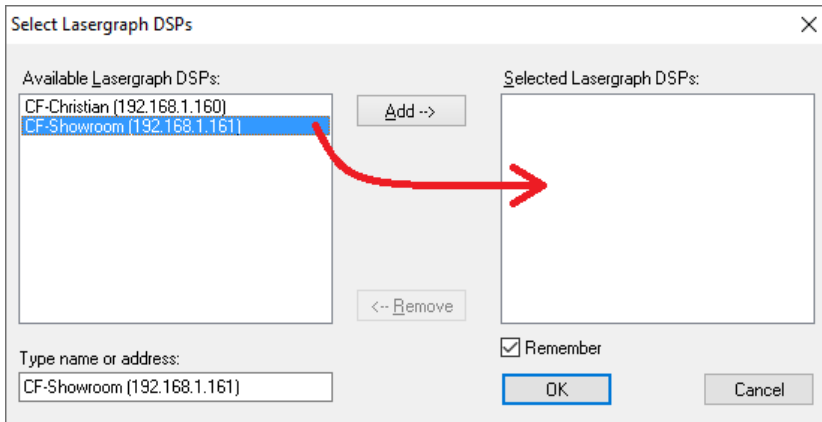 Select Lasergraph DSPs
Available Lasergraph DSPs:
CF-Christian (192.168.1.160)
CF-Showroom (192.168.1.161)
Add -->
<-- Remove
Selected Lasergraph DSPs:
Type name or address:
CF-Showroom (192.168.1.161)
Remember
OK
Cancel